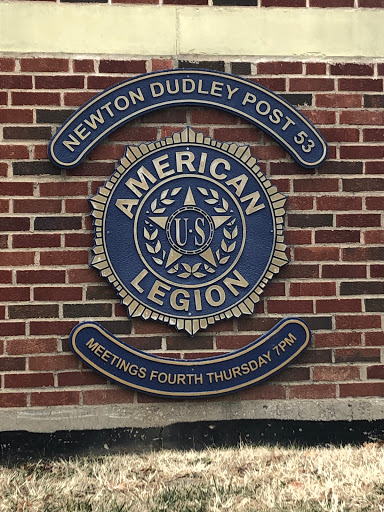 NEWTON DUDLEY POST 53
AMERICAN
U·S
LEGION
MEETINGS FOURTH THURSDAY 7PM